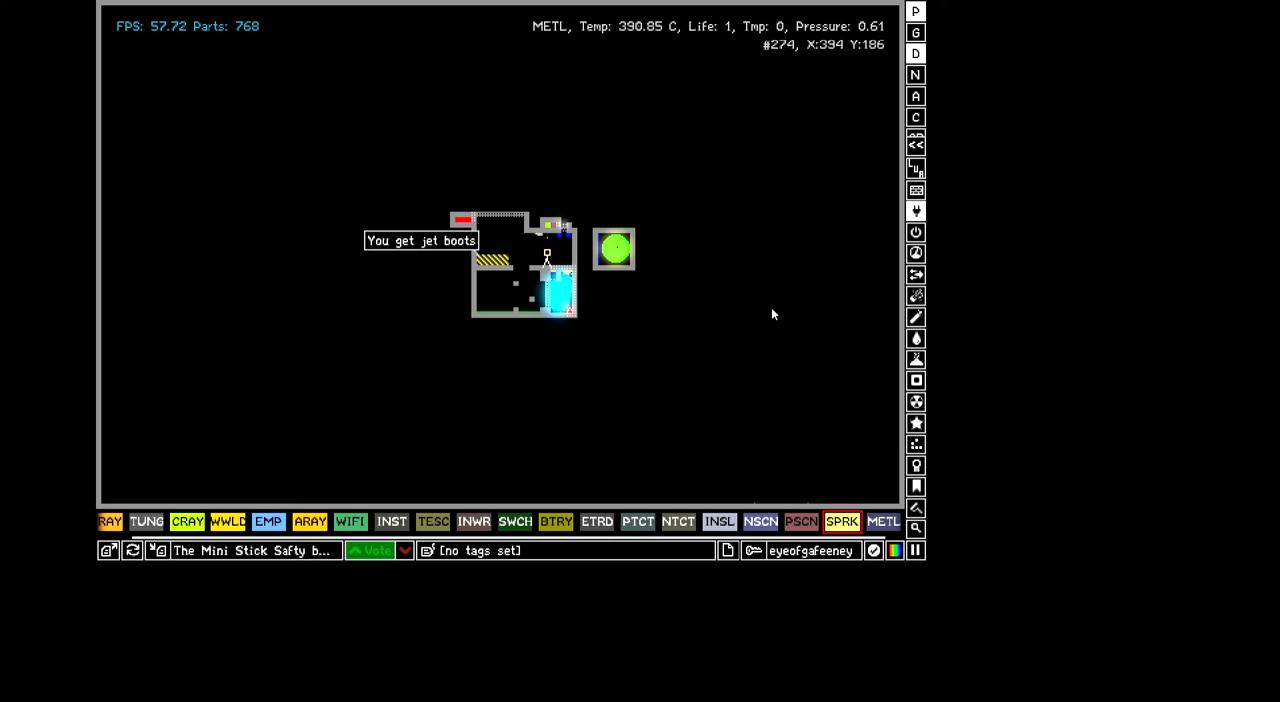 FPS: 57.72 Parts: 768
METL, Temp: 390.85 C, Life: 1, Tmp: 0, Pressure: 0.61
#274, X:394 Y:186
You get jet boots
P
G
D
N
A
C
<<
LUA
RAY TUNG CRAY WWLD EMP ARAY WIFI INST TESC INWR SWCH BTRY ETRD PTCT NTCT INSL NSCN PSCN SPRK METL
The Mini Stick Safty b... Vote [no tags set] eyeofgafeeney